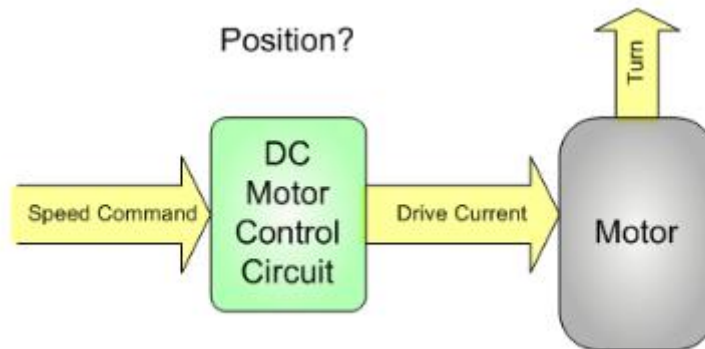 Position?
Turn
Speed Command
DC
Motor
Control
Circuit
Drive Current
Motor